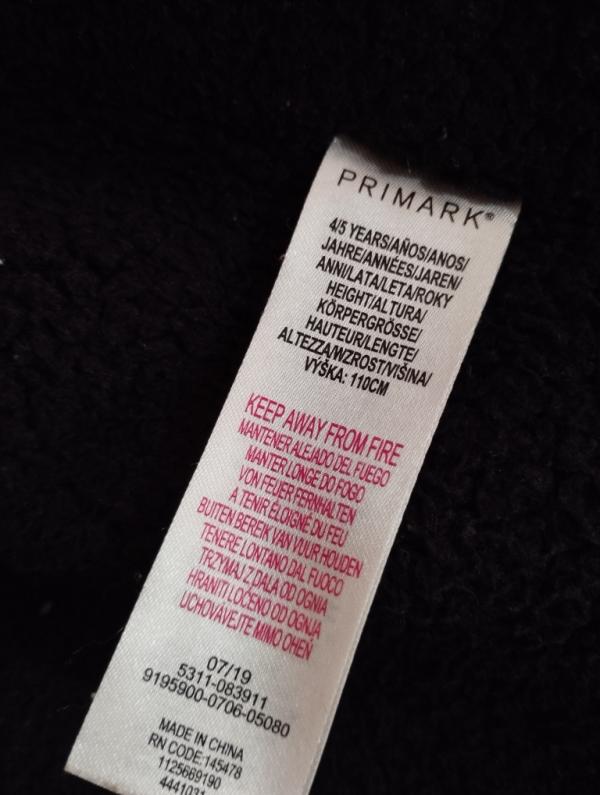 PRIMARK®
4/5 YEARS/AÑOS/ANOS/
JAHRE/ANNÉES/JAREN/
ANNI/LATA/LETA/ROKY
HEIGHT/ALTURA/
KÖRPERGRÖSSE/
HAUTEUR/LENGTE/
ALTEZZA/WZROST/VIŠINA/
VÝŠKA: 110CM
KEEP AWAY FROM FIRE
MANTENER ALEJADO DEL FUEGO
MANTER LONGE DO FOGO
VON FEUER FERNHALTEN
A TENIR ÉLOIGNÉ DU FEU
BUITEN BEREK VAN VUUR HOUDEN
TENERE LONTANO DAL FUOCO
TRZYMAJ Z DALA OD OGNIA
HRANITI LOČENO OD OGNJA
UCHOVÁVEJTE MIMO OHEŇ
07/19
5311-083911
9195900-0706-05080
MADE IN CHINA
RN CODE:145478
1125669190